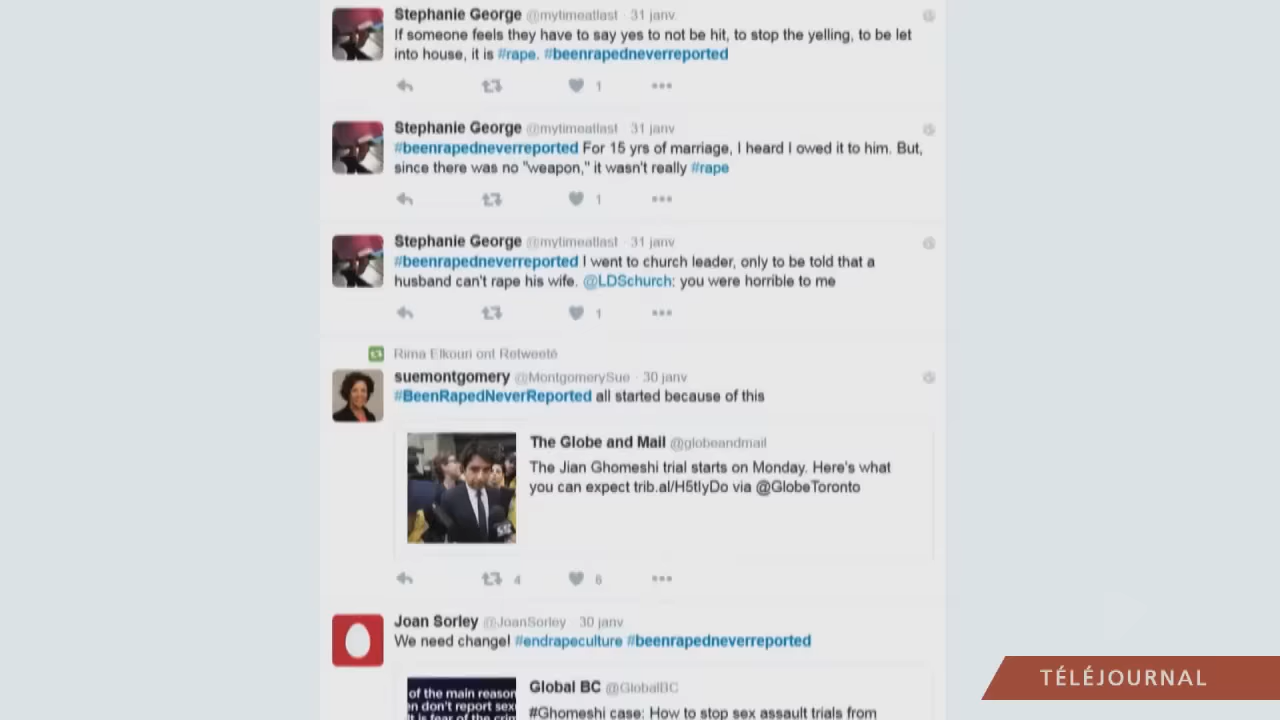 Stephanie George @mytimeatlast · 31 janv.
If someone feels they have to say yes to not be hit, to stop the yelling, to be let
into house, it is #rape. #beenrapedneverreported
1
Stephanie George @mytimeatlast · 31 janv.
#beenrapedneverreported For 15 yrs of marriage, I heard I owed it to him. But,
since there was no "weapon," it wasn't really #rape
1
Stephanie George @mytimeatlast · 31 janv.
#beenrapedneverreported I went to church leader, only to be told that a
husband can't rape his wife. @LDSchurch: you were horrible to me
1
Rima Elkouri ont Retweeté
suemontgomery @MontgomerySue · 30 janv.
#BeenRapedNeverReported all started because of this
The Globe and Mail @globeandmail
The Jian Ghomeshi trial starts on Monday. Here's what
you can expect trib.al/H5tIyDo via @GlobeToronto
4 6
Joan Sorley @JoanSorley · 30 janv.
We need change! #endrapeculture #beenrapedneverreported
of the main reason
n don't report sex
it is fear of the crim
Global BC @GlobalBC
#Ghomeshi case: How to stop sex assault trials from
TÉLÉJOURNAL